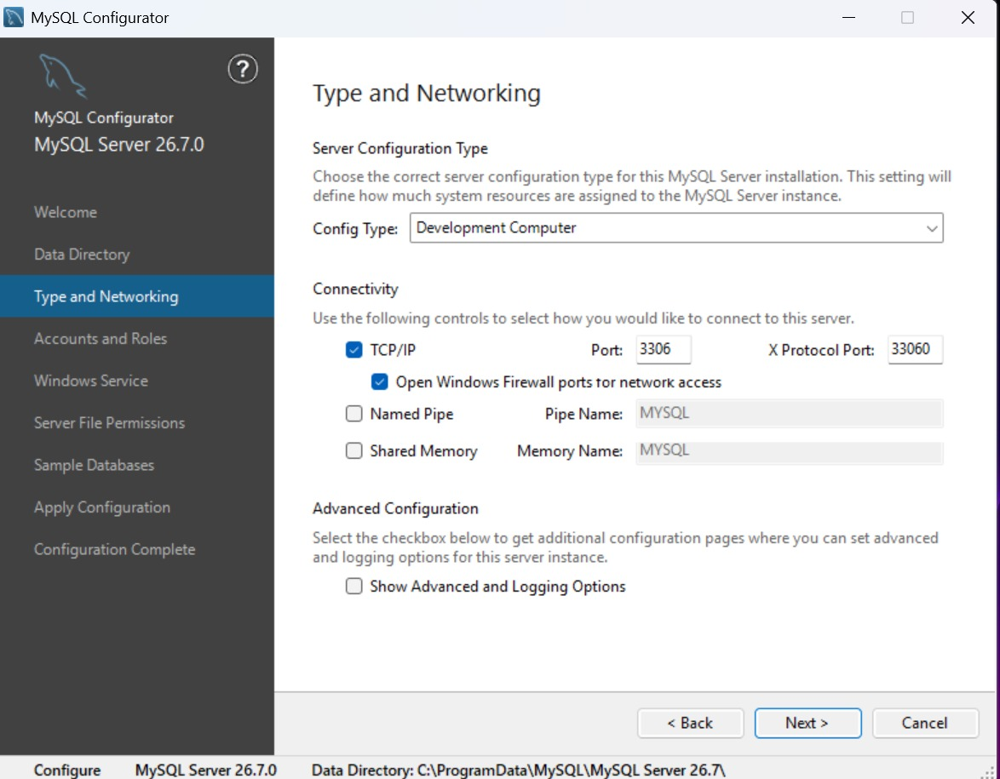 MySQL Configurator
?
MySQL Configurator
MySQL Server 26.7.0
Welcome
Data Directory
Type and Networking
Accounts and Roles
Windows Service
Server File Permissions
Sample Databases
Apply Configuration
Configuration Complete
Type and Networking
Server Configuration Type
Choose the correct server configuration type for this MySQL Server installation. This setting will
define how much system resources are assigned to the MySQL Server instance.
Config Type: Development Computer
Connectivity
Use the following controls to select how you would like to connect to this server.
TCP/IP Port: 3306 X Protocol Port: 33060
Open Windows Firewall ports for network access
Named Pipe Pipe Name: MYSQL
Shared Memory Memory Name: MYSQL
Advanced Configuration
Select the checkbox below to get additional configuration pages where you can set advanced
and logging options for this server instance.
Show Advanced and Logging Options
< Back Next > Cancel
Configure MySQL Server 26.7.0 Data Directory: C:\ProgramData\MySQL\MySQL Server 26.7\